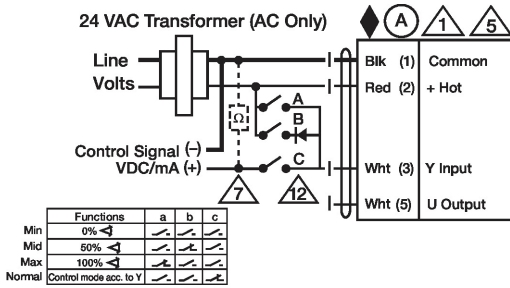 24 VAC Transformer (AC Only)
A 1 5
Line
Volts
Blk (1) Common
Red (2) + Hot
A
Ω
B
Control Signal (–)
VDC/mA (+)
C
Wht (3) Y Input
7 12
Wht (5) U Output
Functions a b c
Min 0%
Mid 50%
Max 100%
Normal Control mode acc. to Y